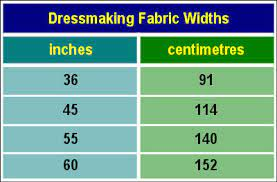 Dressmaking Fabric Widths
inches centimetres
36 91
45 114
55 140
60 152